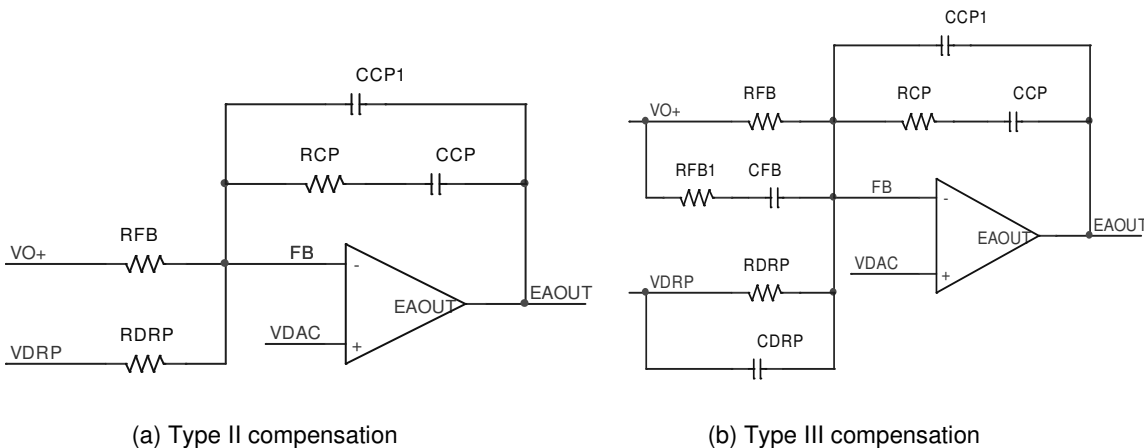 CCP1
RCP
CCP
RFB
VO+
FB
-
EAOUT
EAOUT
RDRP
VDRP
VDAC
+
(a) Type II compensation
CCP1
RFB
RCP
CCP
VO+
RFB1
CFB
FB
-
EAOUT
EAOUT
VDAC
+
RDRP
VDRP
CDRP
(b) Type III compensation